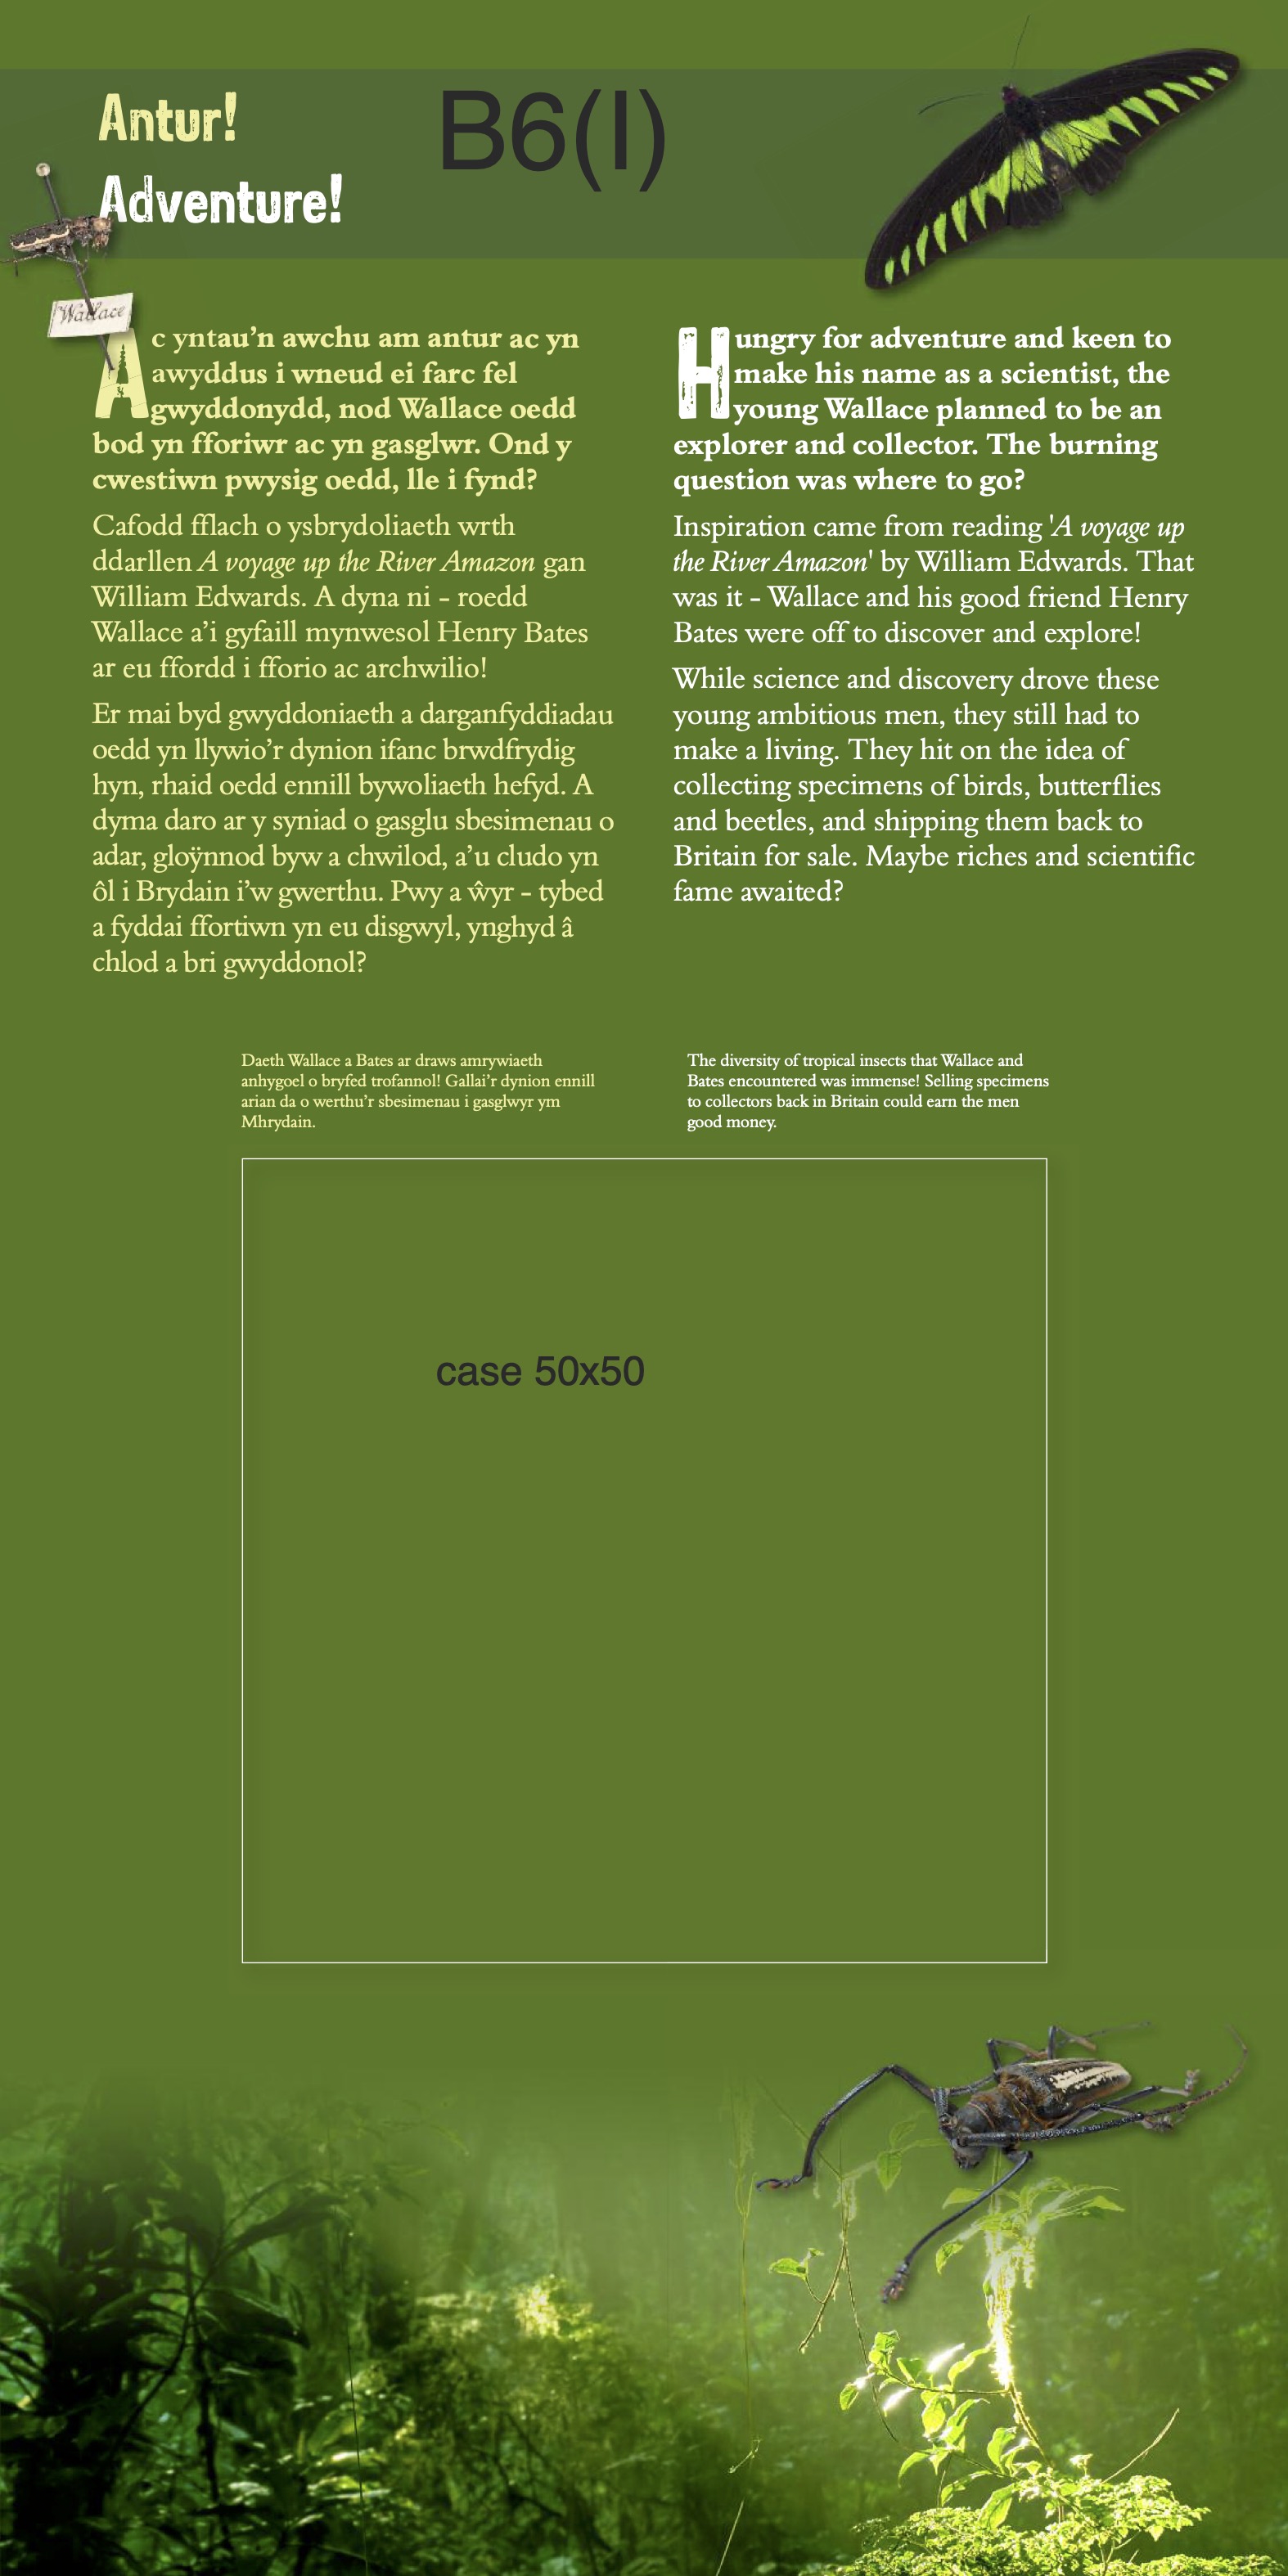 Antur!
Adventure!
B6(I)
Wallace
Ac yntau’n awchu am antur ac yn
awyddus i wneud ei farc fel
gwyddonydd, nod Wallace oedd
bod yn fforiwr ac yn gasglwr. Ond y
cwestiwn pwysig oedd, lle i fynd?
Cafodd fflach o ysbrydoliaeth wrth
ddarllen A voyage up the River Amazon gan
William Edwards. A dyna ni - roedd
Wallace a’i gyfaill mynwesol Henry Bates
ar eu ffordd i fforio ac archwilio!
Er mai byd gwyddoniaeth a darganfyddiadau
oedd yn llywio’r dynion ifanc brwdfrydig
hyn, rhaid oedd ennill bywoliaeth hefyd. A
dyma daro ar y syniad o gasglu sbesimenau o
adar, gloÿnnod byw a chwilod, a’u cludo yn
ôl i Brydain i’w gwerthu. Pwy a ŵyr - tybed
a fyddai ffortiwn yn eu disgwyl, ynghyd â
chlod a bri gwyddonol?
Hungry for adventure and keen to
make his name as a scientist, the
young Wallace planned to be an
explorer and collector. The burning
question was where to go?
Inspiration came from reading 'A voyage up
the River Amazon' by William Edwards. That
was it - Wallace and his good friend Henry
Bates were off to discover and explore!
While science and discovery drove these
young ambitious men, they still had to
make a living. They hit on the idea of
collecting specimens of birds, butterflies
and beetles, and shipping them back to
Britain for sale. Maybe riches and scientific
fame awaited?
Daeth Wallace a Bates ar draws amrywiaeth
anhygoel o bryfed trofannol! Gallai’r dynion ennill
arian da o werthu’r sbesimenau i gasglwyr ym
Mhrydain.
The diversity of tropical insects that Wallace and
Bates encountered was immense! Selling specimens
to collectors back in Britain could earn the men
good money.
case 50x50